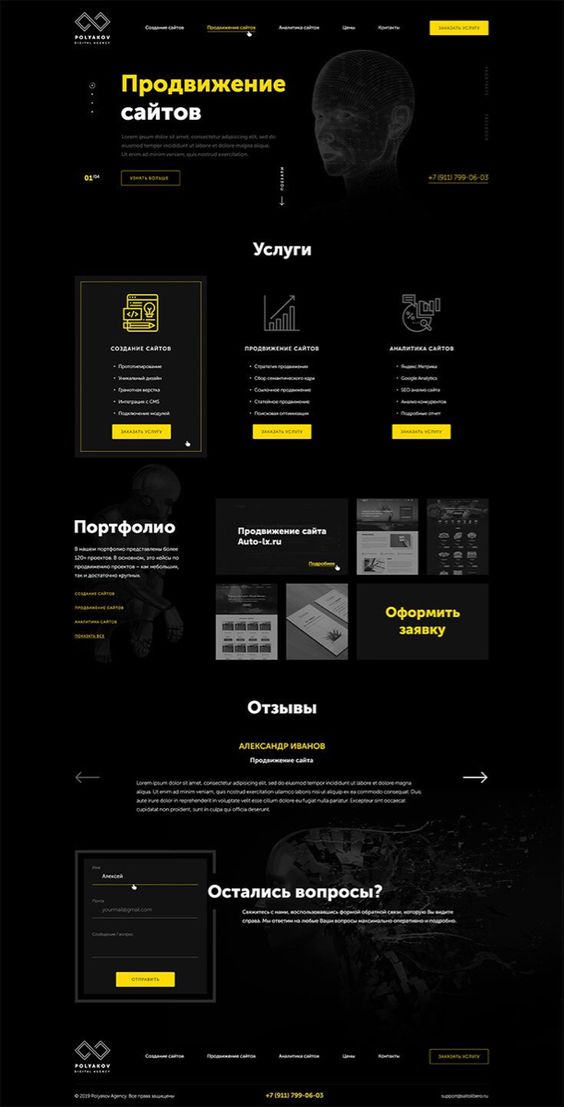 POLYAKOV
DIGITAL AGENCY
Создание сайтов
Продвижение сайтов
Аналитика сайтов
Цены
Контакты
ЗАКАЗАТЬ УСЛУГУ
Продвижение
сайтов
Lorem ipsum dolor sit amet, consectetur adipisicing elit, sed do
eiusmod tempor incididunt ut labore et dolore magna aliqua.
Ut enim ad minim veniam, quis nostrud exercitation.
01/04
УЗНАТЬ БОЛЬШЕ
+7 (911) 799-06-03
Услуги
СОЗДАНИЕ САЙТОВ
• Прототипирование
• Уникальный дизайн
• Грамотная верстка
• Интеграция с CMS
• Подключение модулей
ЗАКАЗАТЬ УСЛУГУ
ПРОДВИЖЕНИЕ САЙТОВ
• Стратегия продвижения
• Сбор семантического ядра
• Ссылочное продвижение
• Статейное продвижение
• Поисковая оптимизация
ЗАКАЗАТЬ УСЛУГУ
АНАЛИТИКА САЙТОВ
• Яндекс.Метрика
• Google Analytics
• SEO анализ сайта
• Анализ конкурентов
• Подробные отчет
ЗАКАЗАТЬ УСЛУГУ
Портфолио
В нашем портфолио представлены более
120+ проектов. В основном, это кейсы по
продвижению проектов – как небольших,
так и достаточно крупных.
СОЗДАНИЕ САЙТОВ
ПРОДВИЖЕНИЕ САЙТОВ
АНАЛИТИКА САЙТОВ
ПОКАЗАТЬ ВСЕ
Продвижение сайта
Auto-lx.ru
Подробнее
Оформить
заявку
Отзывы
АЛЕКСАНДР ИВАНОВ
Продвижение сайта
Lorem ipsum dolor sit amet, consectetur adipisicing elit, sed do eiusmod tempor incididunt ut labore et dolore magna
aliqua. Ut enim ad minim veniam, quis nostrud exercitation ullamco laboris nisi ut aliquip ex ea commodo consequat. Duis
aute irure dolor in reprehenderit in voluptate velit esse cillum dolore eu fugiat nulla pariatur. Excepteur sint occaecat
cupidatat non proident, sunt in culpa qui officia deserunt.
Имя
Алексей
Почта
yourmail@gmail.com
Сообщение / вопрос
ОТПРАВИТЬ
Остались вопросы?
Свяжитесь с нами, воспользовавшись формой обратной связи, которую Вы видите
справа. Мы ответим на любые Ваши вопросы максимально оперативно и подробно.
POLYAKOV
DIGITAL AGENCY
Создание сайтов
Продвижение сайтов
Аналитика сайтов
Цены
Контакты
ЗАКАЗАТЬ УСЛУГУ
© 2019 Polyakov Agency. Все права защищены
+7 (911) 799-06-03